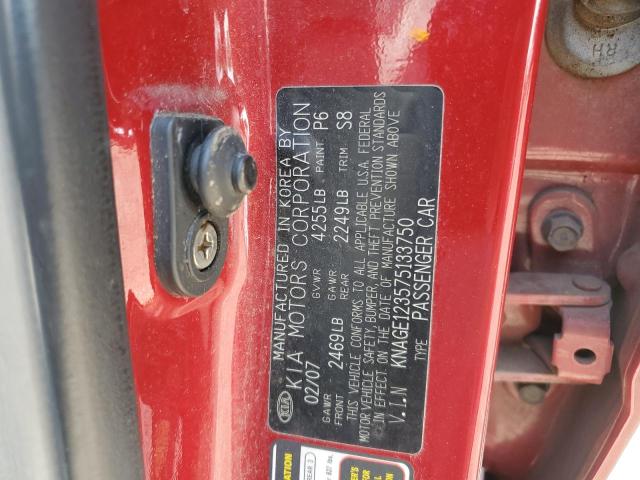 KIA
MANUFACTURED IN KOREA BY
KIA MOTORS CORPORATION
02/07 GVWR 4255LB PAINT P6
GAWR FRONT 2469LB GAWR REAR 2249LB TRIM S8
THIS VEHICLE CONFORMS TO ALL APPLICABLE U.S.A. FEDERAL
MOTOR VEHICLE SAFETY, BUMPER, AND THEFT PREVENTION STANDARDS
IN EFFECT ON THE DATE OF MANUFACTURE SHOWN ABOVE
V.I.N KNAGE123575138750
TYPE PASSENGER CAR
RH